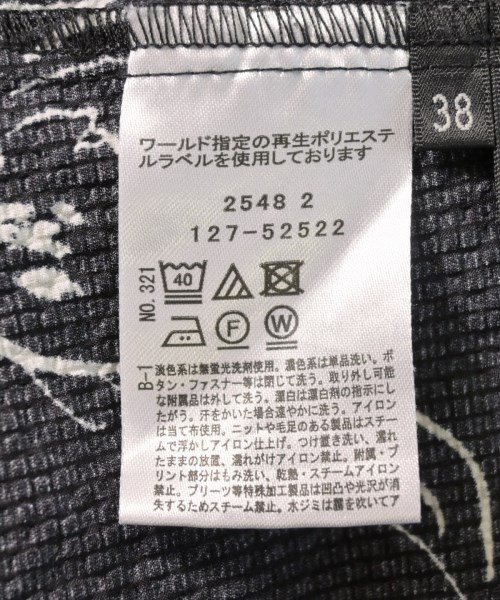 38
ワールド指定の再生ポリエステ
ルラベルを使用しております
2548 2
127-52522
NO. 321
40
F
W
B-1
淡色系は無蛍光洗剤使用。濃色系は単品洗い。ボ
タン・ファスナー等は閉じて洗う。取り外し可能
な附属品は外して洗う。漂白は漂白剤の指示にし
たがう。汗をかいた場合速やかに洗う。アイロン
は当て布使用。ニットや毛足のある製品はスチー
ムで浮かしアイロン仕上げ。つけ置き洗い、濡れ
たままの放置、濡れがけアイロン禁止。附属・プ
リント部分はもみ洗い、乾熱・スチームアイロン
禁止。プリーツ等特殊加工製品は凹凸や光沢が消
失するためスチーム禁止。水ジミは霧を吹いてア